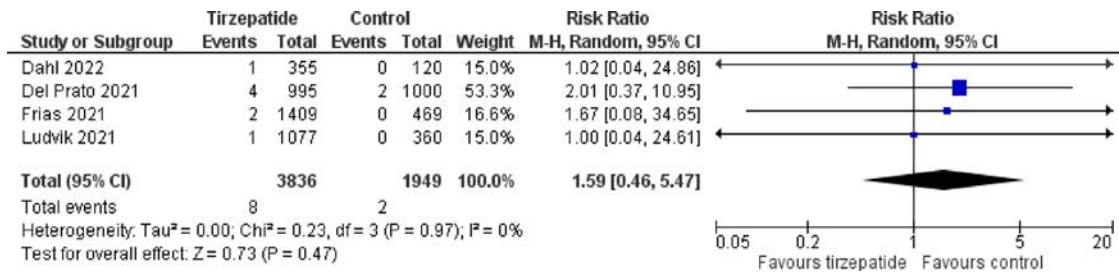 Tirzepatide Control Risk Ratio Risk Ratio
Study or Subgroup Events Total Events Total Weight M-H, Random, 95% CI M-H, Random, 95% CI
Dahl 2022 1 355 0 120 15.0% 1.02 [0.04, 24.86]
Del Prato 2021 4 995 2 1000 53.3% 2.01 [0.37, 10.95]
Frias 2021 2 1409 0 469 16.6% 1.67 [0.08, 34.65]
Ludvik 2021 1 1077 0 360 15.0% 1.00 [0.04, 24.61]
Total (95% CI) 3836 1949 100.0% 1.59 [0.46, 5.47]
Total events 8 2
Heterogeneity: Tau² = 0.00; Chi² = 0.23, df = 3 (P = 0.97); I² = 0%
Test for overall effect: Z = 0.73 (P = 0.47)
0.05 0.2 1 5 20
Favours tirzepatide Favours control